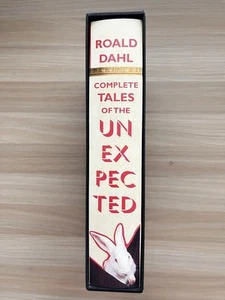 ROALD
DAHL
COMPLETE
TALES
OF THE
UN
EX
PEC
TED